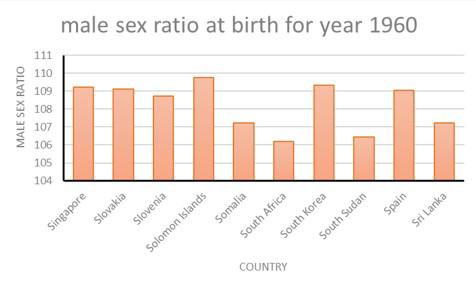 male sex ratio at birth for year 1960
MALE SEX RATIO
111
110
109
108
107
106
105
104
Singapore
Slovakia
Slovenia
Solomon Islands
Somalia
South Africa
South Korea
South Sudan
Spain
Sri Lanka
COUNTRY